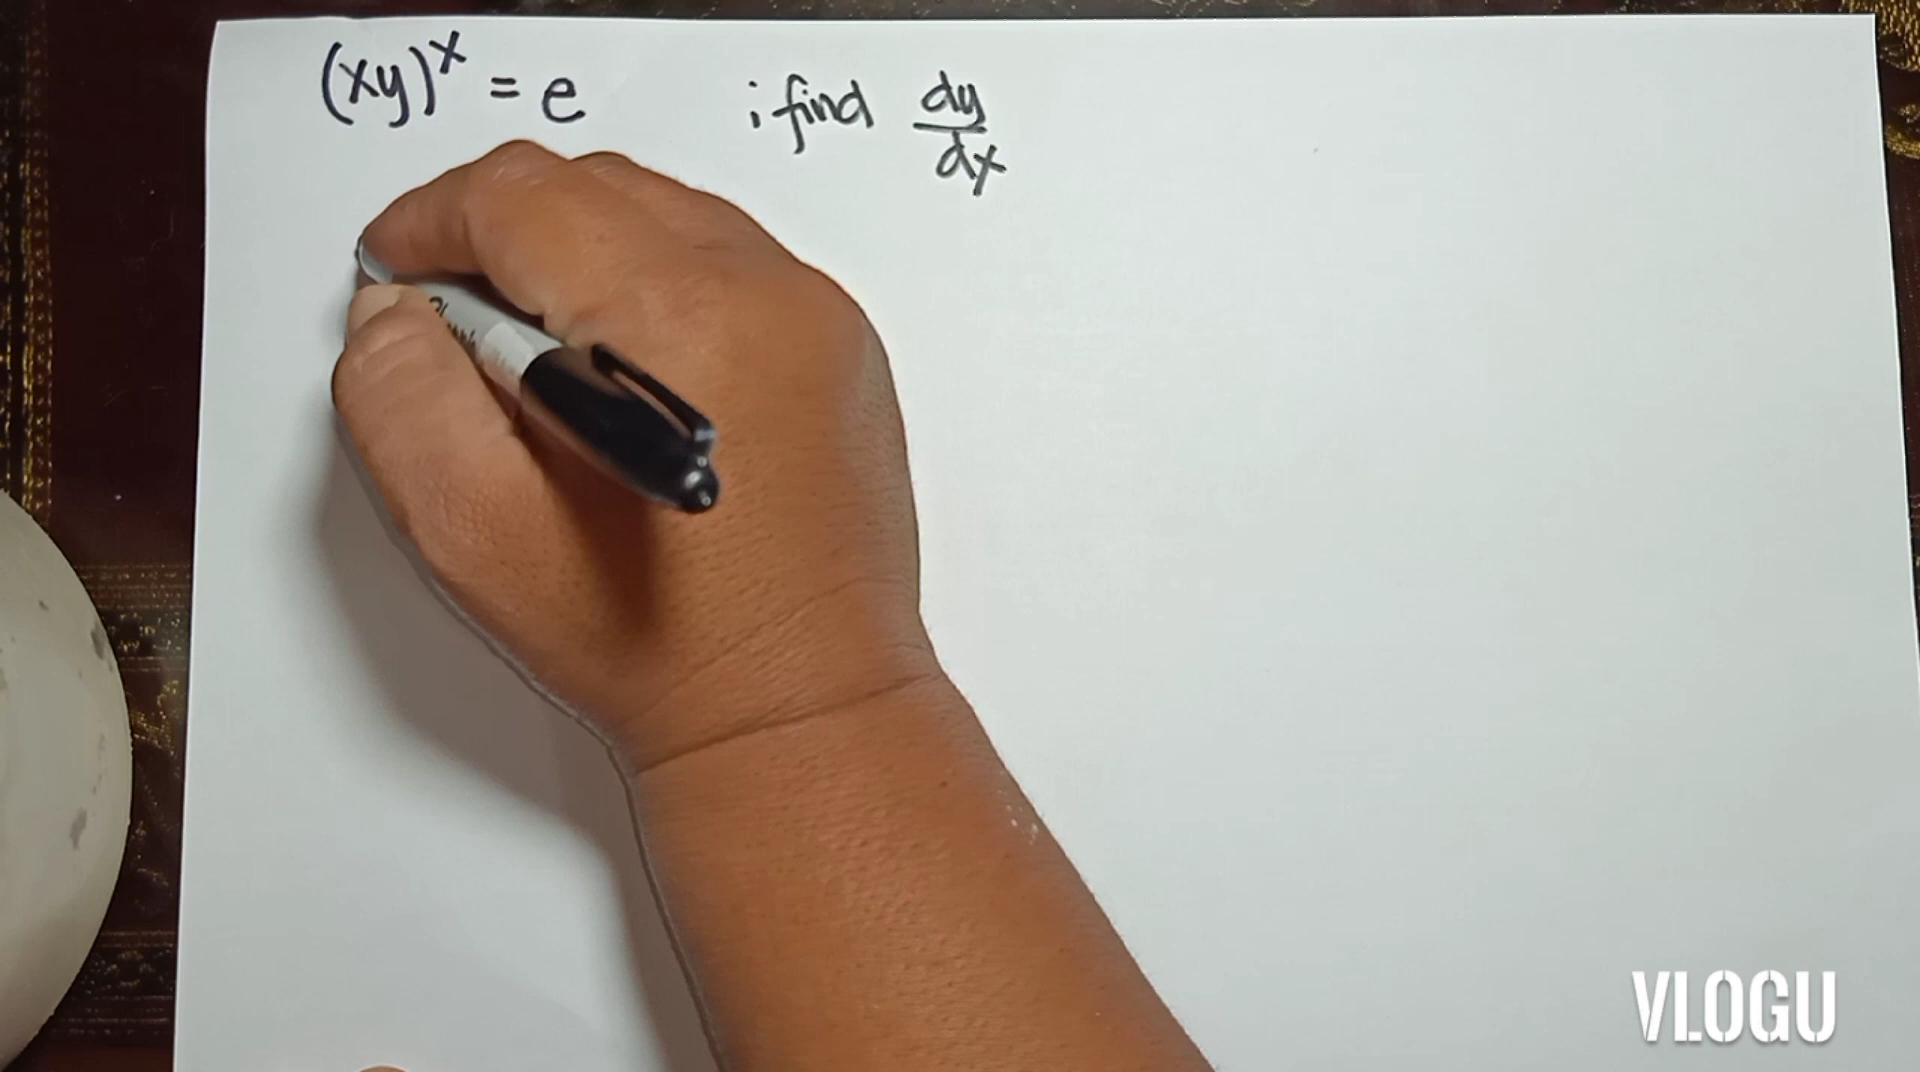 (xy)^x = e ; find dy/dx
VLOGU